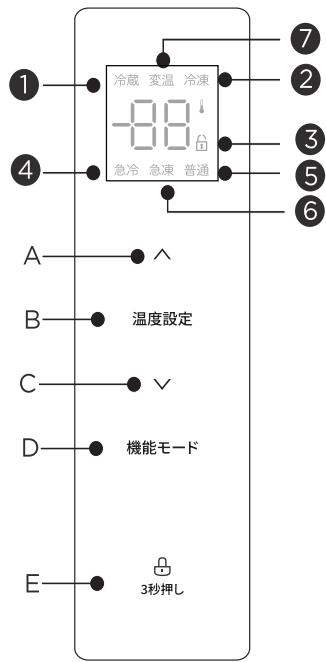 7
1 冷蔵 変温 冷凍 2
-88
3
4 急冷 急凍 普通 5
6
A
B 温度設定
C
D 機能モード
E
3秒押し